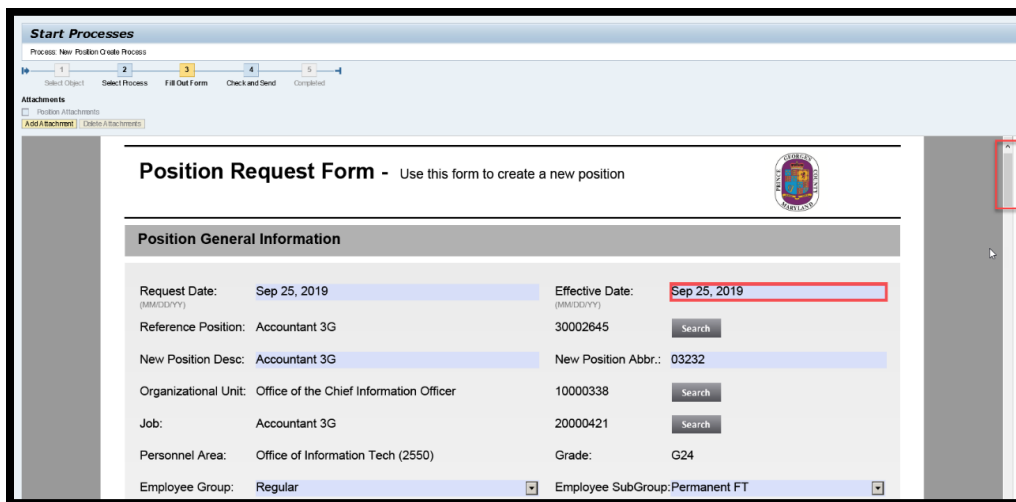 Start Processes
Process: New Position Create Process
1 2 3 4 5
Select Object Select Process Fill Out Form Check and Send Completed
Attachments
Position Attachments
Add Attachment Delete Attachments
Position Request Form - Use this form to create a new position
PRINCE GEORGE'S COUNTY MARYLAND
Position General Information
Request Date: Sep 25, 2019 Effective Date: Sep 25, 2019
(MM/DD/YY) (MM/DD/YY)
Reference Position: Accountant 3G 30002645 Search
New Position Desc: Accountant 3G New Position Abbr.: 03232
Organizational Unit: Office of the Chief Information Officer 10000338 Search
Job: Accountant 3G 20000421 Search
Personnel Area: Office of Information Tech (2550) Grade: G24
Employee Group: Regular Employee SubGroup: Permanent FT